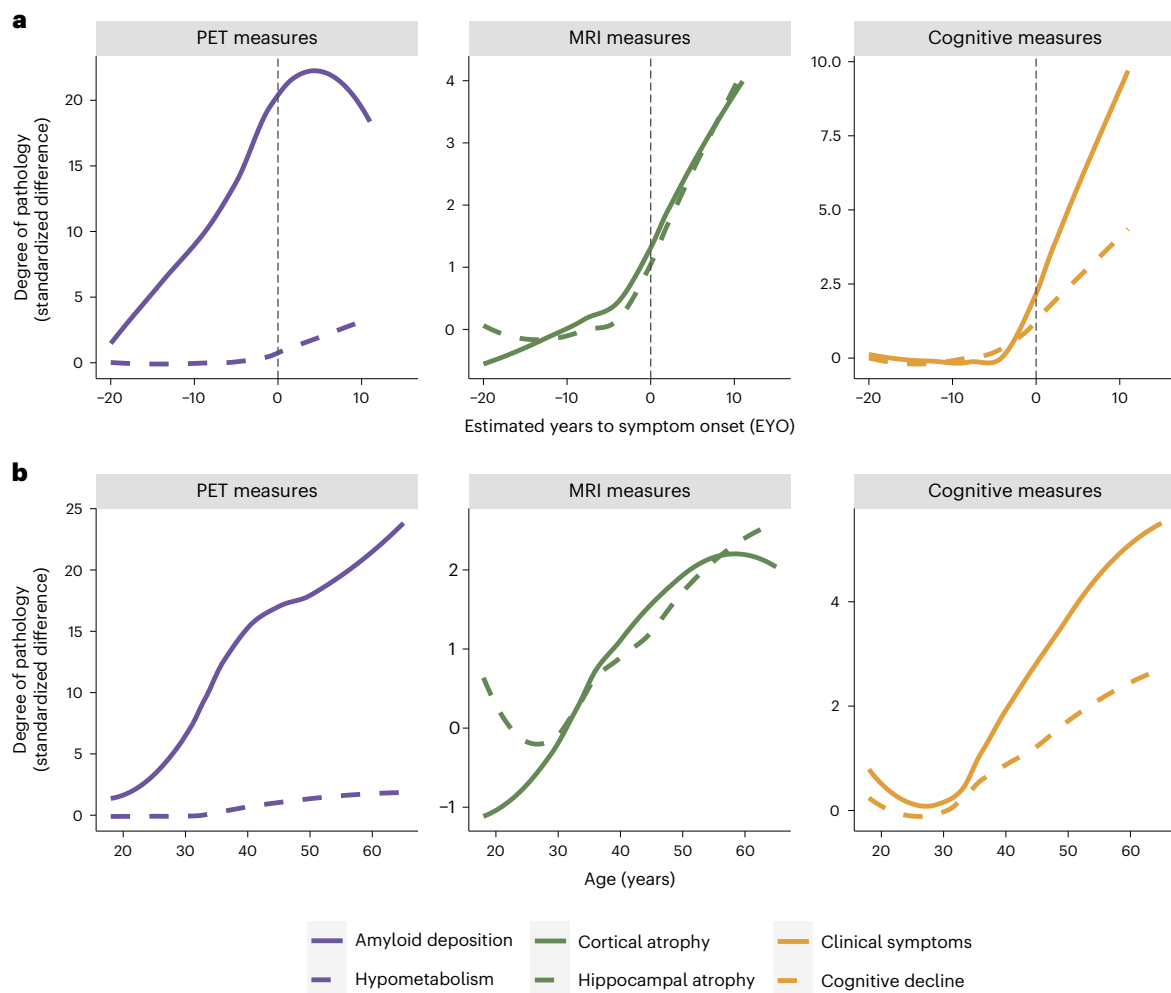 a
PET measures
MRI measures
Cognitive measures
Degree of pathology
(standardized difference)
20
15
10
5
0
−20
−10
0
10
4
3
2
1
0
−20
−10
0
10
10.0
7.5
5.0
2.5
0
−20
−10
0
10
Estimated years to symptom onset (EYO)
b
PET measures
MRI measures
Cognitive measures
Degree of pathology
(standardized difference)
25
20
15
10
5
0
20
30
40
50
60
2
1
0
−1
20
30
40
50
60
4
2
0
20
30
40
50
60
Age (years)
Amyloid deposition
Cortical atrophy
Clinical symptoms
Hypometabolism
Hippocampal atrophy
Cognitive decline